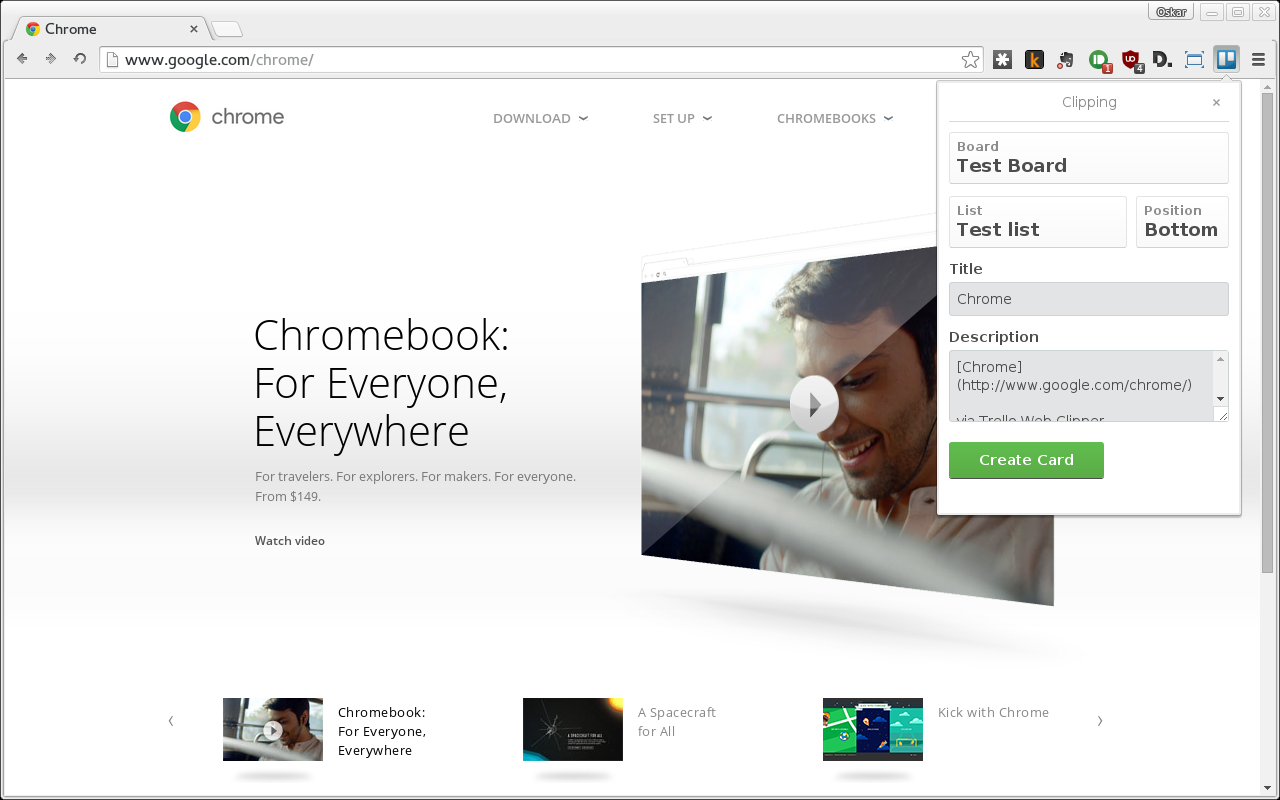 Oskar
Chrome
www.google.com/chrome/
1
4
chrome
DOWNLOAD
SET UP
CHROMEBOOKS
Clipping
Board
Test Board
List
Test list
Position
Bottom
Title
Chrome
Description
[Chrome]
(http://www.google.com/chrome/)
via Trello Web Clipper
Create Card
Chromebook:
For Everyone,
Everywhere
For travelers. For explorers. For makers. For everyone.
From $149.
Watch video
Chromebook:
For Everyone,
Everywhere
A Spacecraft
for All
Kick with Chrome